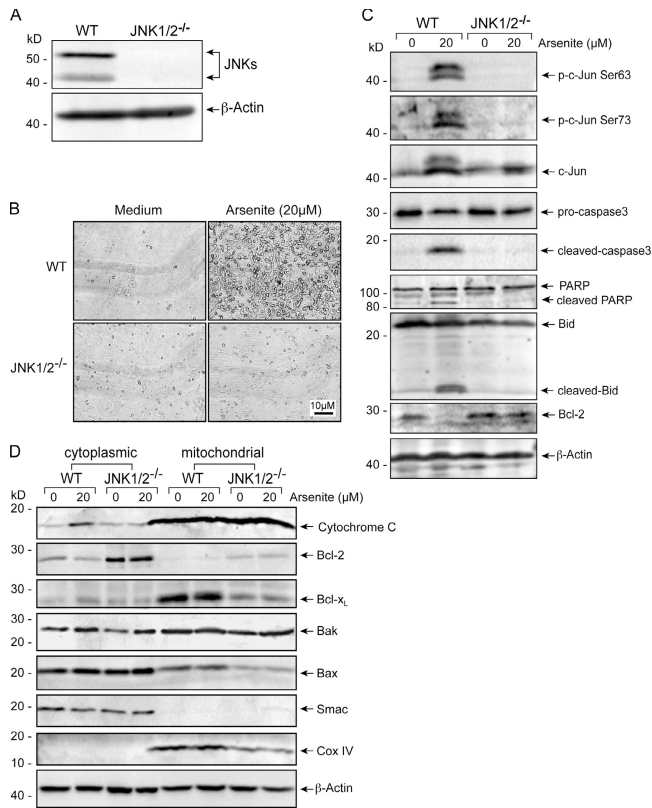 A
WT JNK1/2-/-
kD
50 -
40 -
JNKs
40 -
β-Actin
B
Medium Arsenite (20μM)
WT
JNK1/2-/-
10μM
C
WT JNK1/2-/-
kD
0 20 0 20 Arsenite (μM)
40 - p-c-Jun Ser63
40 - p-c-Jun Ser73
40 - c-Jun
30 - pro-caspase3
20 - cleaved-caspase3
100 - PARP
80 - cleaved PARP
20 - Bid
cleaved-Bid
30 - Bcl-2
40 - β-Actin
D
cytoplasmic mitochondrial
WT JNK1/2-/- WT JNK1/2-/-
kD
0 20 0 20 0 20 0 20 Arsenite (μM)
20 - Cytochrome C
30 - Bcl-2
30 - Bcl-xL
30 -
20 - Bak
20 - Bax
20 - Smac
20 -
10 - Cox IV
40 - β-Actin